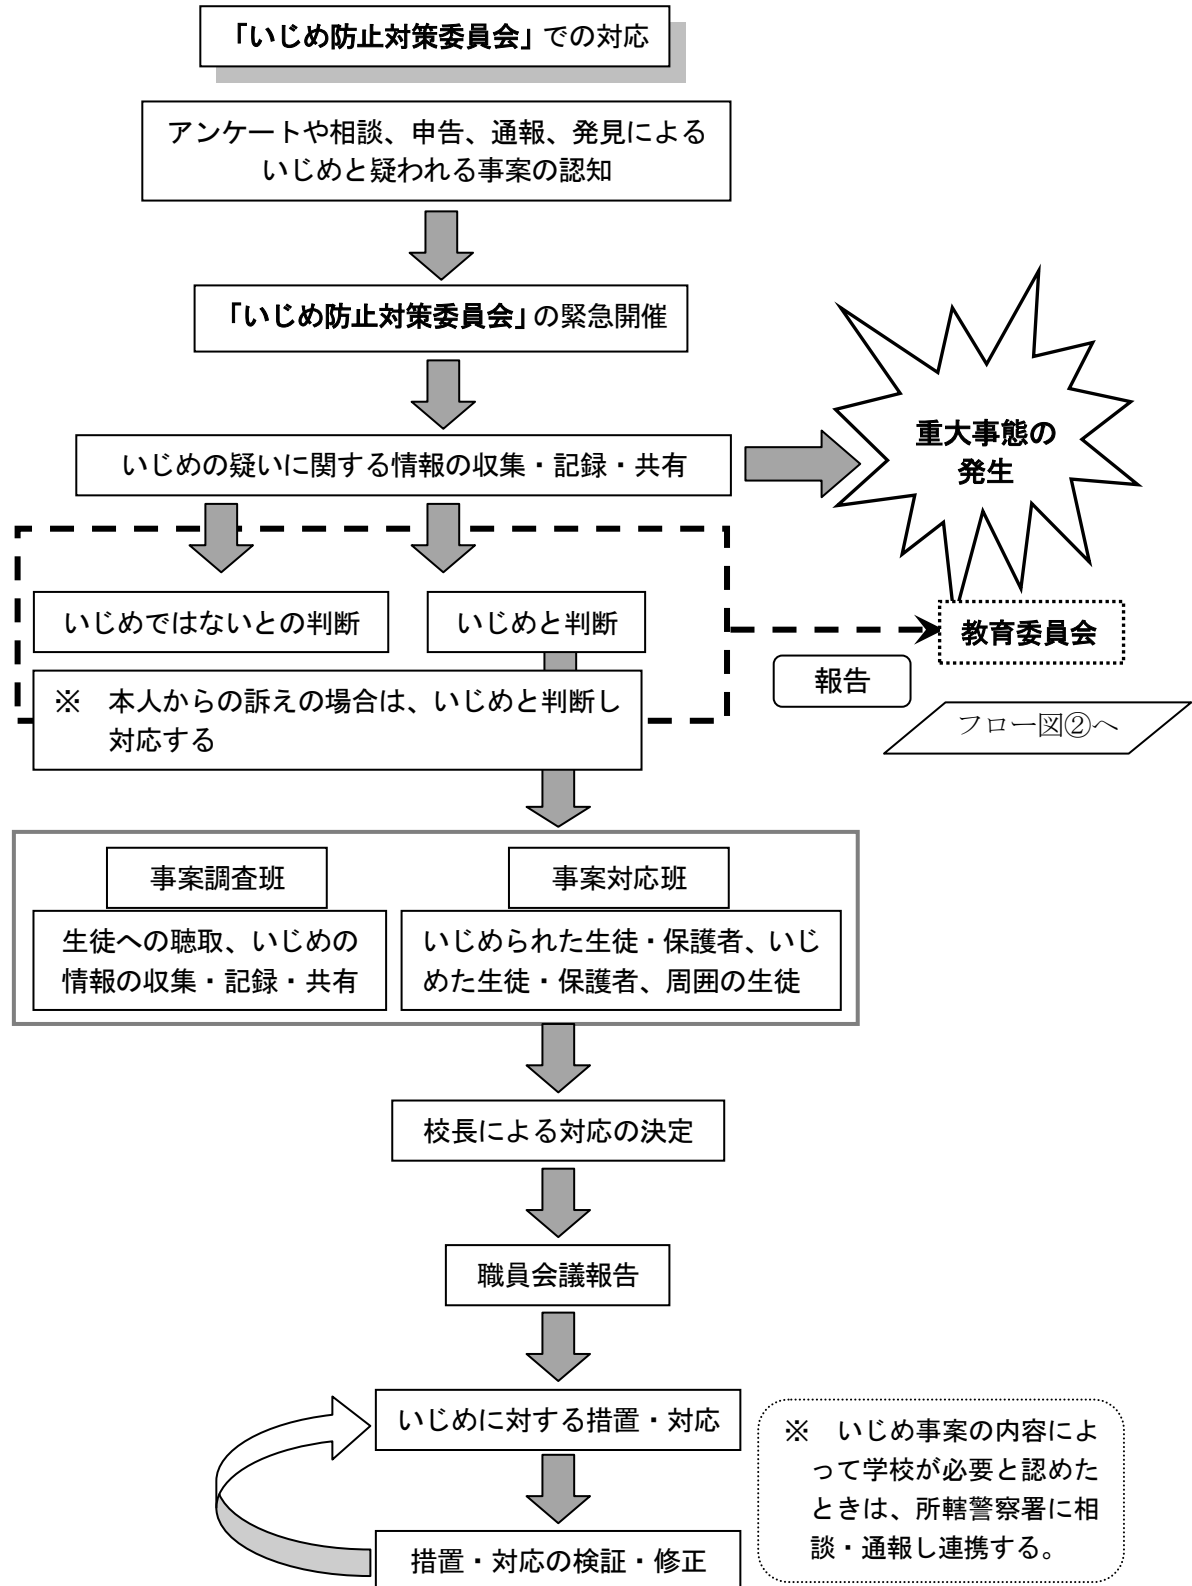 「いじめ防止対策委員会」での対応
アンケートや相談、申告、通報、発見による
いじめと疑われる事案の認知
「いじめ防止対策委員会」の緊急開催
いじめの疑いに関する情報の収集・記録・共有
重大事態の
発生
いじめではないとの判断
いじめと判断
教育委員会
報告
※　本人からの訴えの場合は、いじめと判断し
対応する
フロー図②へ
事案調査班
事案対応班
生徒への聴取、いじめの
情報の収集・記録・共有
いじめられた生徒・保護者、いじ
めた生徒・保護者、周囲の生徒
校長による対応の決定
職員会議報告
いじめに対する措置・対応
措置・対応の検証・修正
※　いじめ事案の内容によ
って学校が必要と認めた
ときは、所轄警察署に相
談・通報し連携する。